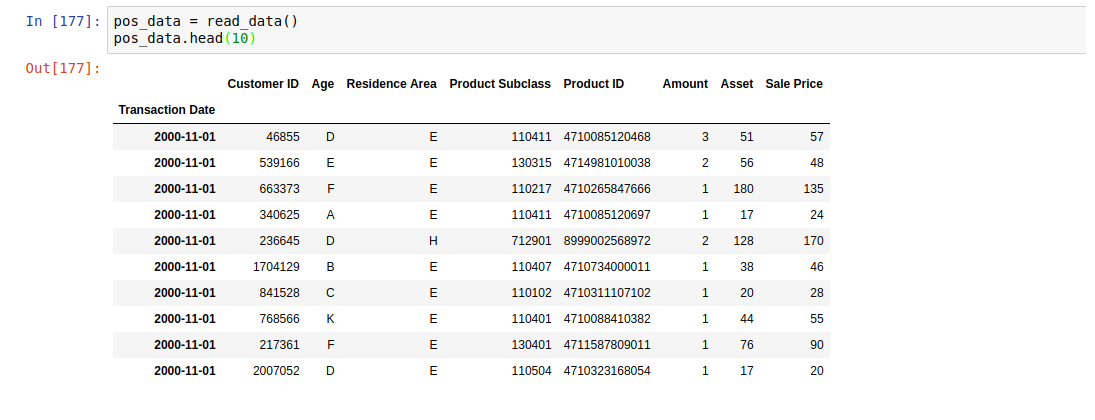 In [177]: pos_data = read_data()
pos_data.head(10)
Out[177]:
Customer ID Age Residence Area Product Subclass Product ID Amount Asset Sale Price
Transaction Date
2000-11-01 46855 D E 110411 4710085120468 3 51 57
2000-11-01 539166 E E 130315 4714981010038 2 56 48
2000-11-01 663373 F E 110217 4710265847666 1 180 135
2000-11-01 340625 A E 110411 4710085120697 1 17 24
2000-11-01 236645 D H 712901 8999002568972 2 128 170
2000-11-01 1704129 B E 110407 4710734000011 1 38 46
2000-11-01 841528 C E 110102 4710311107102 1 20 28
2000-11-01 768566 K E 110401 4710088410382 1 44 55
2000-11-01 217361 F E 130401 4711587809011 1 76 90
2000-11-01 2007052 D E 110504 4710323168054 1 17 20